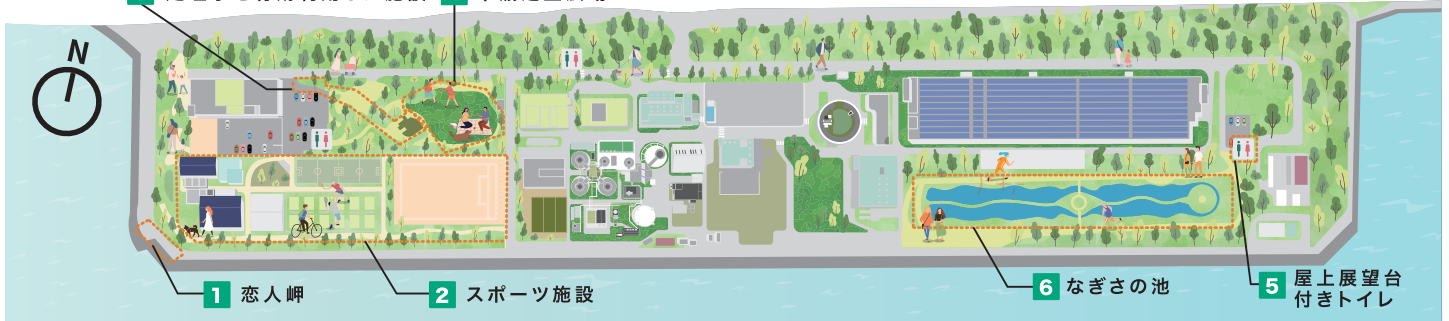 N
1 恋人岬
2 スポーツ施設
6 なぎさの池
5 屋上展望台
付きトイレ